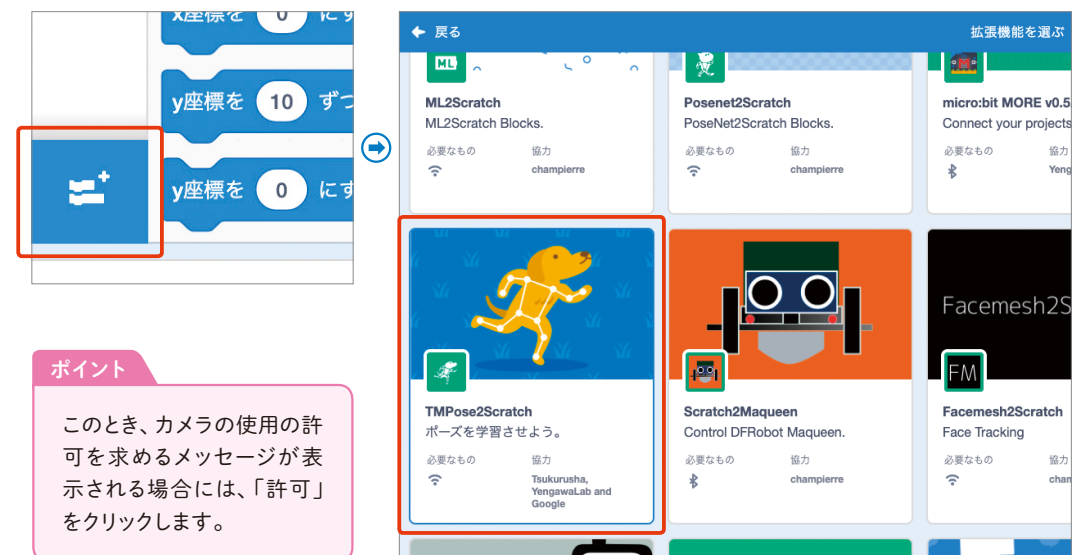 x座標を 0 にす
y座標を 10 ずつ
y座標を 0 にす
ポイント
このとき、カメラの使用の許
可を求めるメッセージが表
示される場合には、「許可」
をクリックします。
戻る
拡張機能を選ぶ
ML
ML2Scratch
ML2Scratch Blocks.
必要なもの 協力
champierre
Posenet2Scratch
PoseNet2Scratch Blocks.
必要なもの 協力
champierre
micro:bit MORE v0.5
Connect your projects
必要なもの 協力
Yeng
TMPose2Scratch
ポーズを学習させよう。
必要なもの 協力
Tsukurusha,
YengawaLab and
Google
Scratch2Maqueen
Control DFRobot Maqueen.
必要なもの 協力
champierre
Facemesh2S
FM
Facemesh2Scratch
Face Tracking
必要なもの 協力
cham